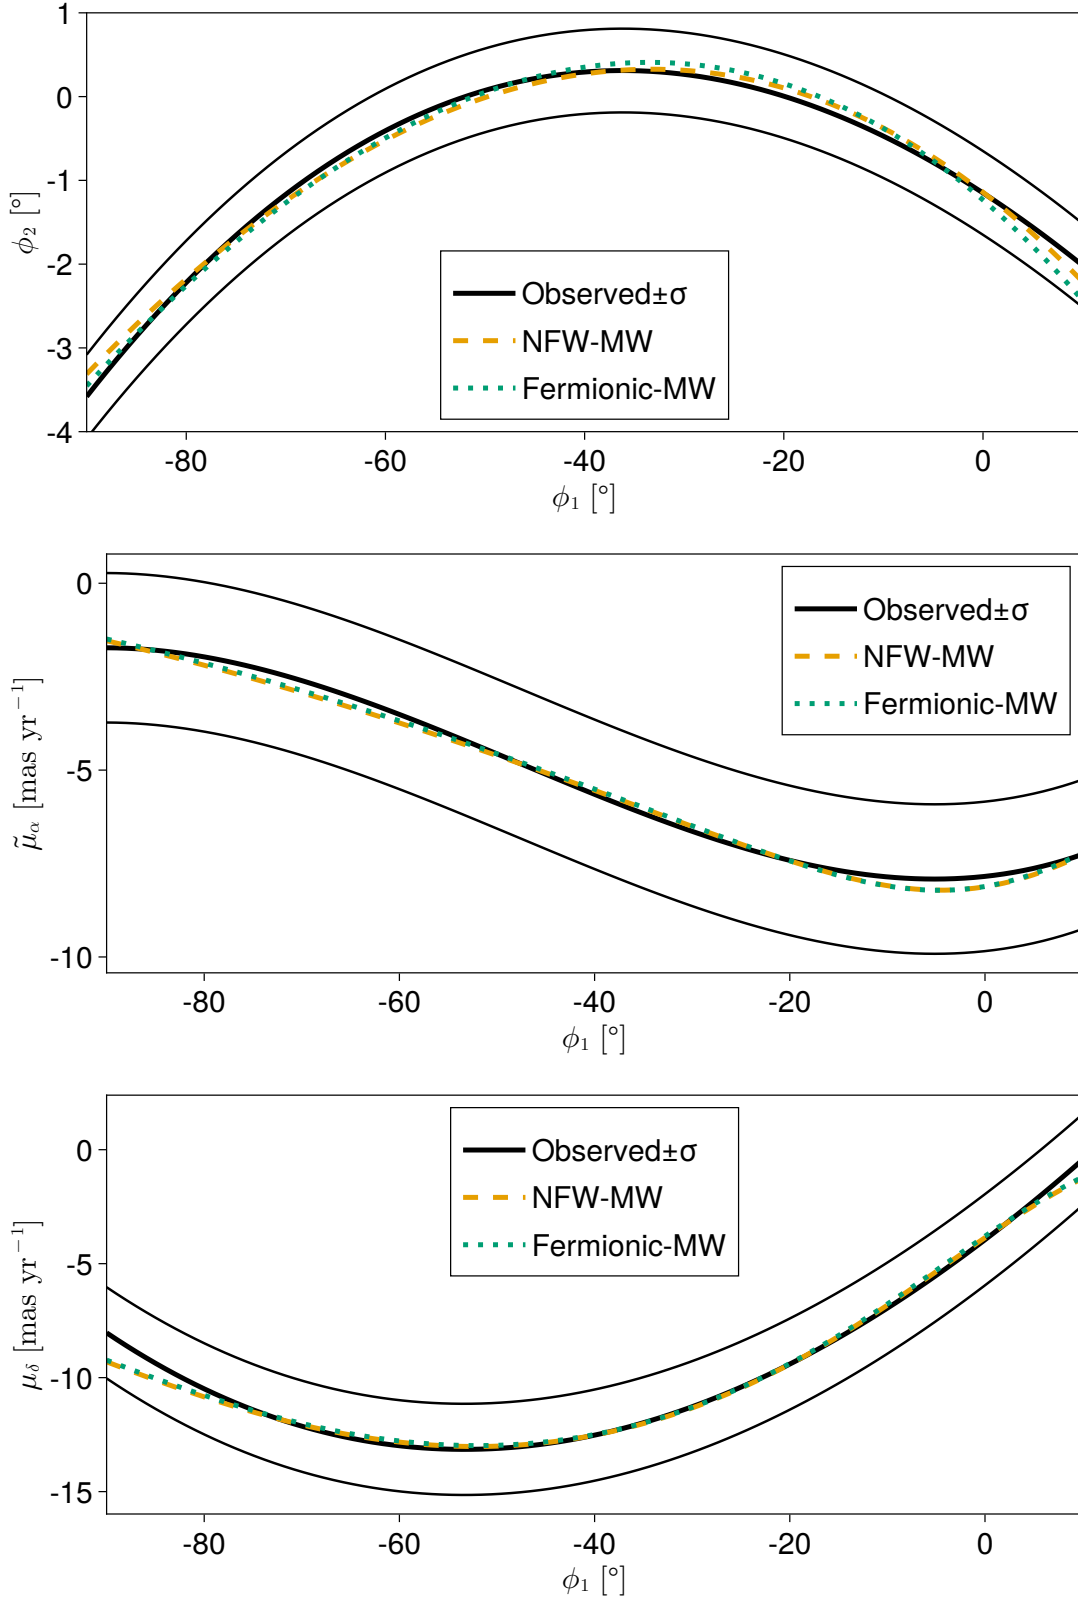 1
0
-1
-2
-3
-4
ϕ₂ [°]
Observed±σ
NFW-MW
Fermionic-MW
-80 -60 -40 -20 0
ϕ₁ [°]
0
-5
-10
μ̃_α [mas yr⁻¹]
Observed±σ
NFW-MW
Fermionic-MW
-80 -60 -40 -20 0
ϕ₁ [°]
0
-5
-10
-15
μ_δ [mas yr⁻¹]
Observed±σ
NFW-MW
Fermionic-MW
-80 -60 -40 -20 0
ϕ₁ [°]